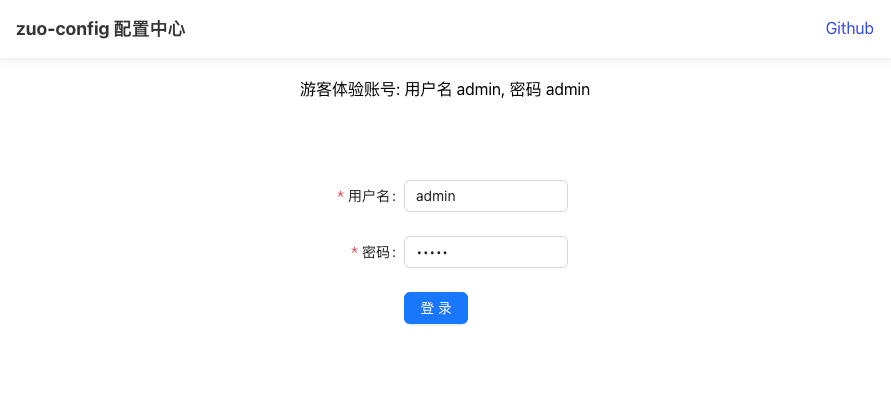 zuo-config 配置中心
Github
游客体验账号: 用户名 admin, 密码 admin
* 用户名: admin
* 密码: •••••
登 录